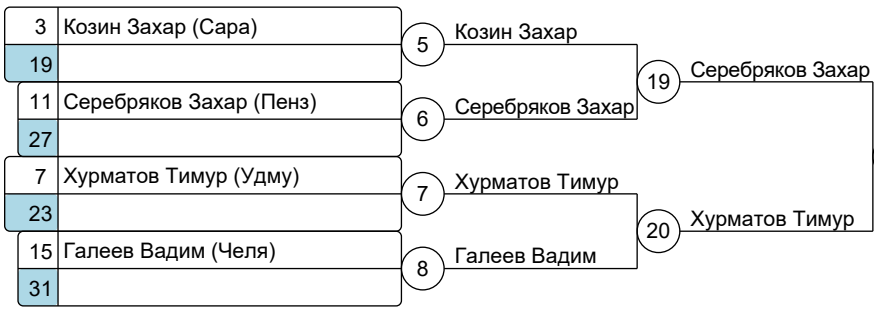 3 Козин Захар (Сара)
19
5 Козин Захар
11 Серебряков Захар (Пенз)
27
6 Серебряков Захар
19 Серебряков Захар
7 Хурматов Тимур (Удму)
23
7 Хурматов Тимур
15 Галеев Вадим (Челя)
31
8 Галеев Вадим
20 Хурматов Тимур